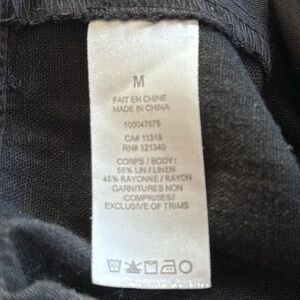 M
FAIT EN CHINE
MADE IN CHINA
100047075
CA# 11319
RN# 121340
CORPS / BODY:
55% LIN / LINEN
45% RAYONNE / RAYON
GARNITURES NON
COMPRISES/
EXCLUSIVE OF TRIMS